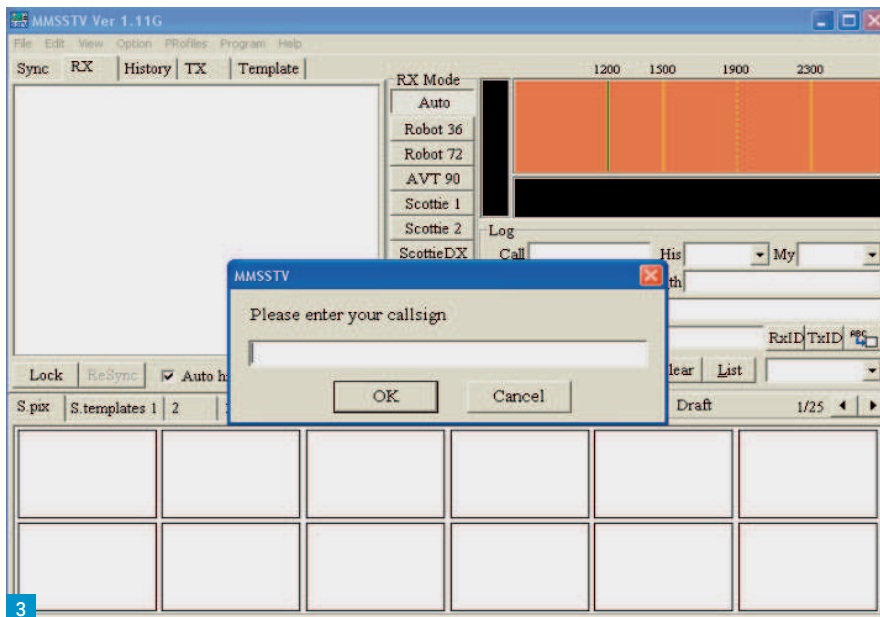 MMSSTV Ver 1.11G
File Edit View Option PRofiles Program Help
Sync RX History TX Template
RX Mode
1200 1500 1900 2300
Auto
Robot 36
Robot 72
AVT 90
Scottie 1
Scottie 2
ScottieDX
Log
Call His My
MMSSTV
Please enter your callsign
OK Cancel
RxID TxID ABC
Lock ReSync Auto
List
S.pix S.templates 1 2 Draft 1/25
3